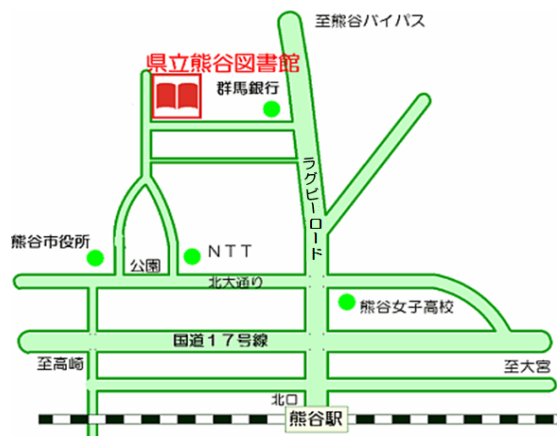 至熊谷バイパス
県立熊谷図書館
群馬銀行
ラグビーロード
熊谷市役所
公園
NTT
北大通り
熊谷女子高校
国道17号線
至高崎
至大宮
北口
熊谷駅